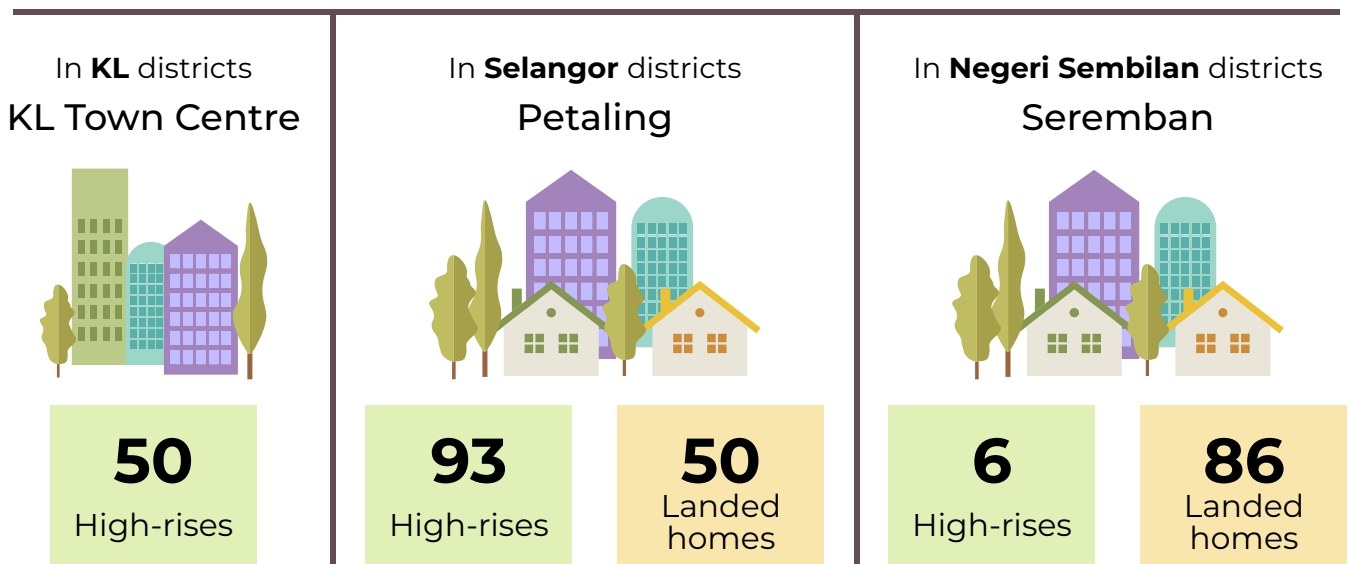 In KL districts
KL Town Centre
50
High-rises
In Selangor districts
Petaling
93
High-rises
50
Landed
homes
In Negeri Sembilan districts
Seremban
6
High-rises
86
Landed
homes